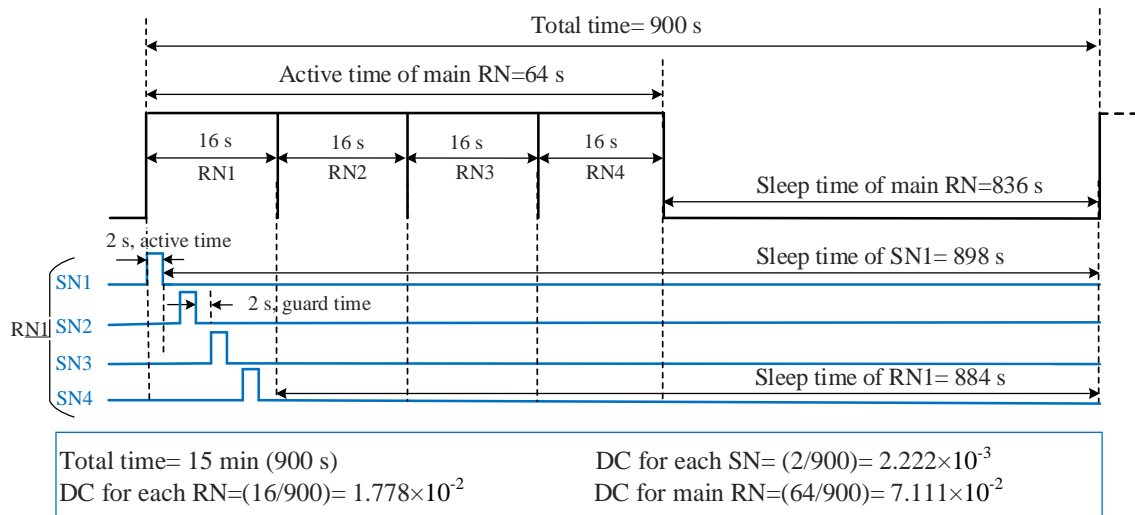 Total time= 900 s
Active time of main RN=64 s
16 s
16 s
16 s
16 s
RN1
RN2
RN3
RN4
Sleep time of main RN=836 s
2 s, active time
Sleep time of SN1= 898 s
SN1
2 s, guard time
RN1
SN2
SN3
Sleep time of RN1= 884 s
SN4
Total time= 15 min (900 s)
DC for each SN= (2/900)= 2.222×10⁻³
DC for each RN=(16/900)= 1.778×10⁻²
DC for main RN=(64/900)= 7.111×10⁻²